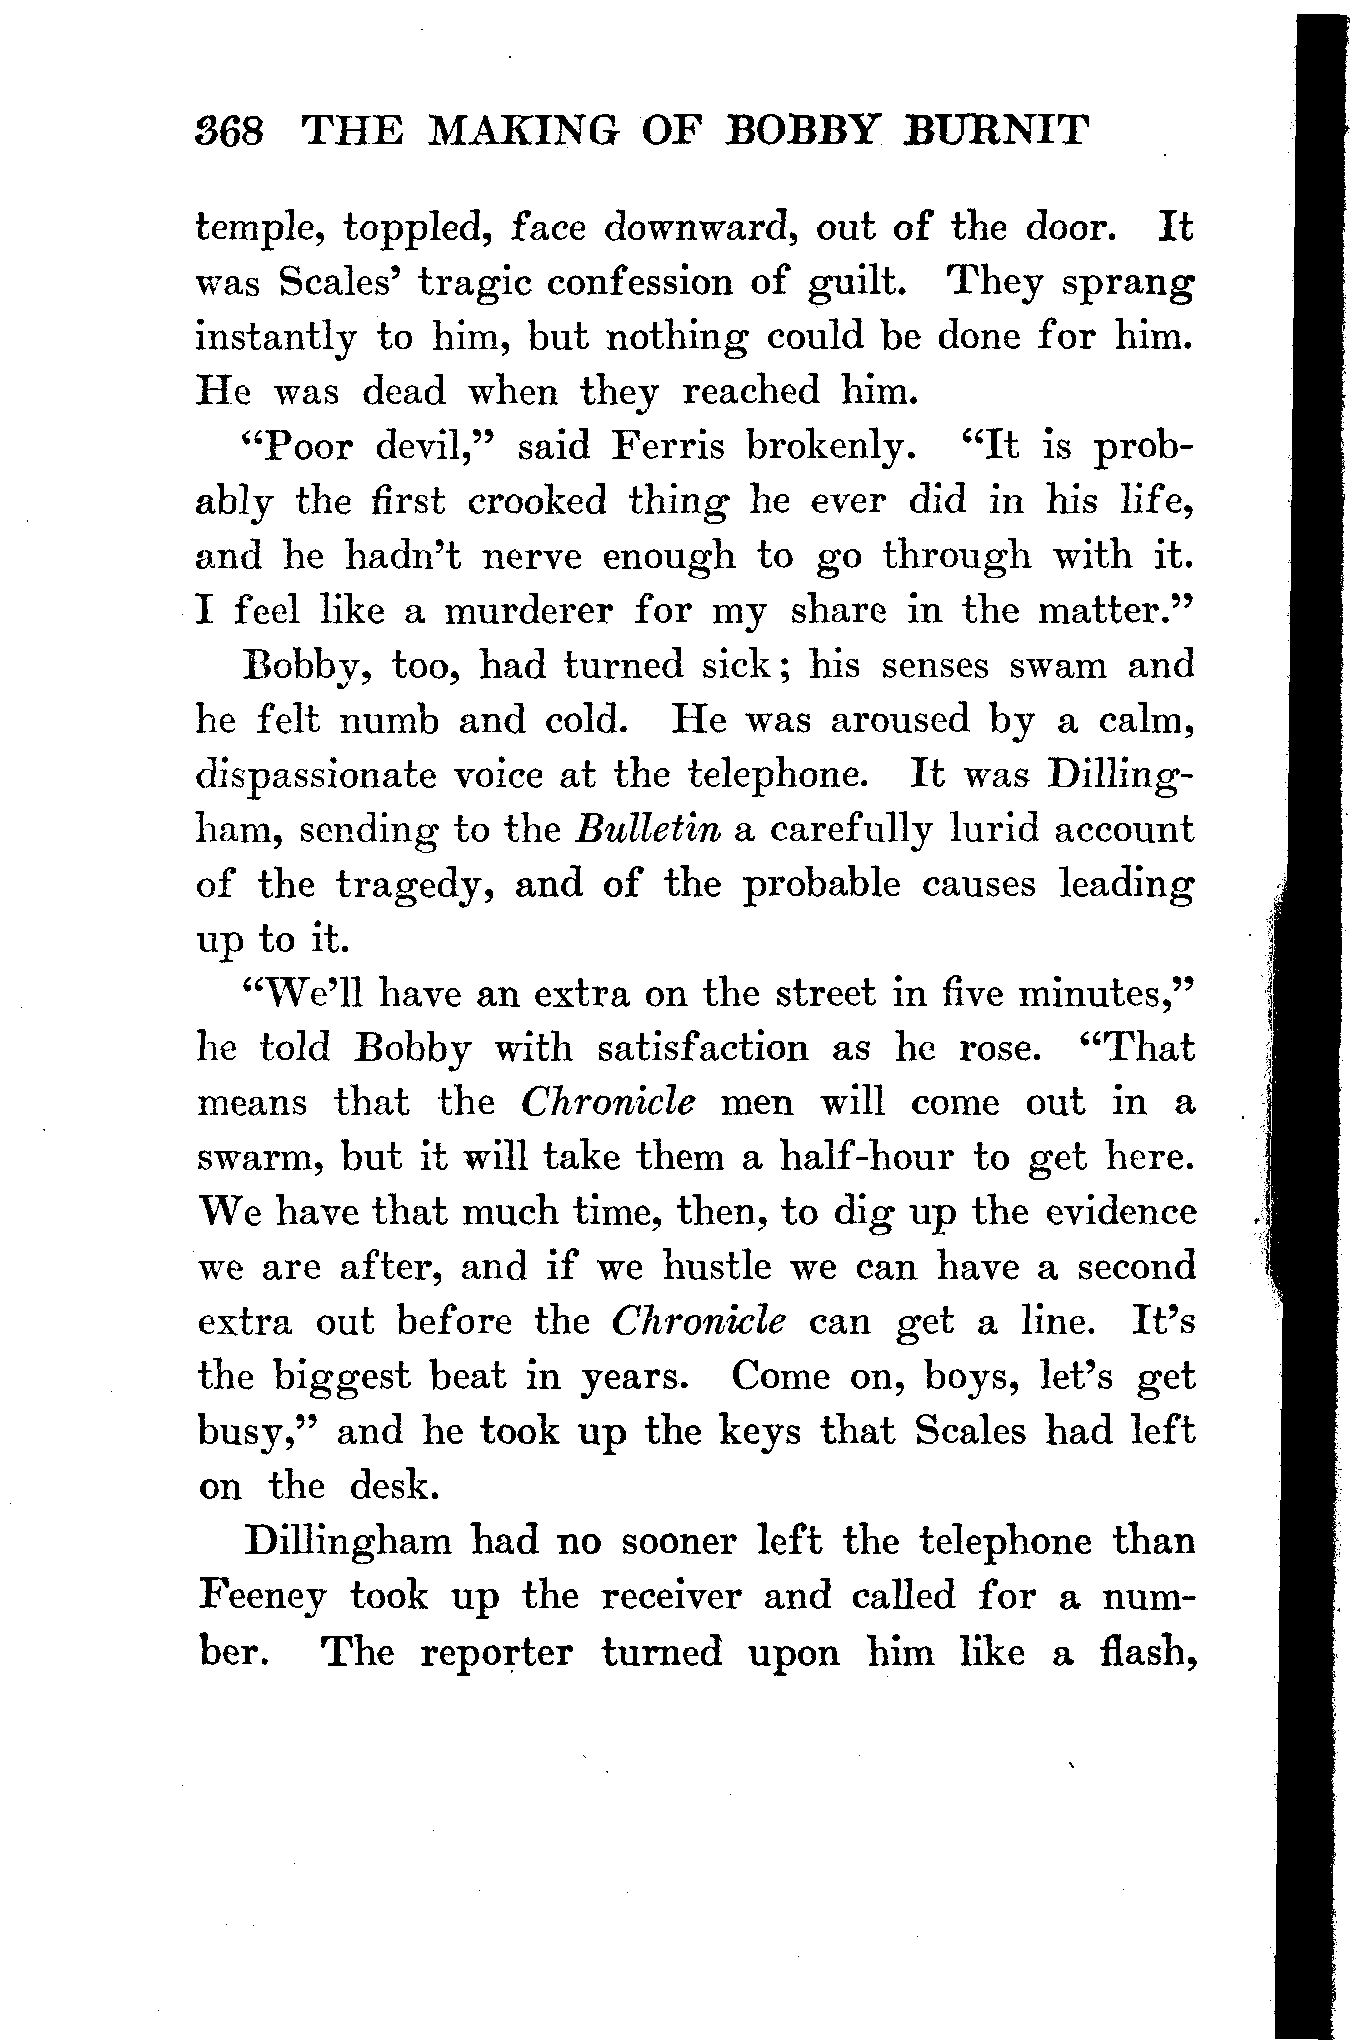 368 THE MAKING OF BOBBY BURNIT
temple, toppled, face downward, out of the door. It
was Scales’ tragic confession of guilt. They sprang
instantly to him, but nothing could be done for him.
He was dead when they reached him.
“Poor devil,” said Ferris brokenly. “It is prob-
ably the first crooked thing he ever did in his life,
and he hadn’t nerve enough to go through with it.
I feel like a murderer for my share in the matter.”
Bobby, too, had turned sick; his senses swam and
he felt numb and cold. He was aroused by a calm,
dispassionate voice at the telephone. It was Dilling-
ham, sending to the Bulletin a carefully lurid account
of the tragedy, and of the probable causes leading
up to it.
“We’ll have an extra on the street in five minutes,”
he told Bobby with satisfaction as he rose. “That
means that the Chronicle men will come out in a
swarm, but it will take them a half-hour to get here.
We have that much time, then, to dig up the evidence
we are after, and if we hustle we can have a second
extra out before the Chronicle can get a line. It’s
the biggest beat in years. Come on, boys, let’s get
busy,” and he took up the keys that Scales had left
on the desk.
Dillingham had no sooner left the telephone than
Feeney took up the receiver and called for a num-
ber. The reporter turned upon him like a flash,